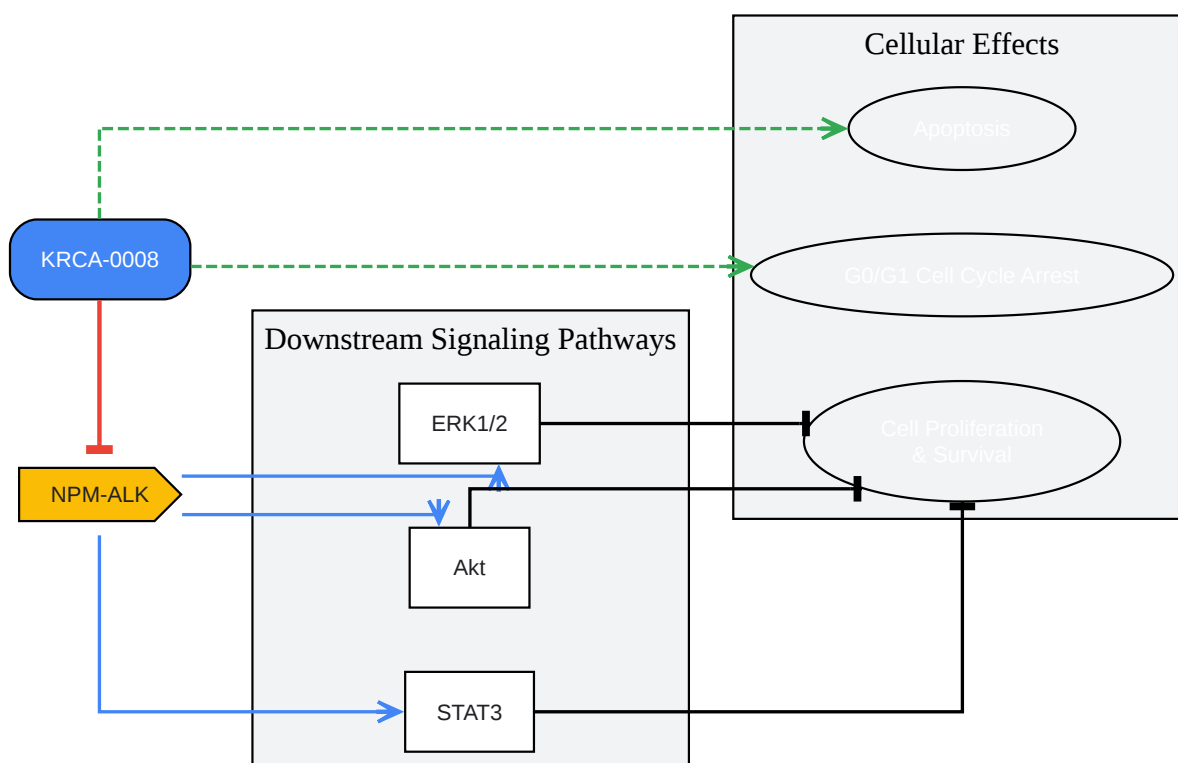 Cellular Effects
Apoptosis
KRCA-0008
G0/G1 Cell Cycle Arrest
Downstream Signaling Pathways
ERK1/2
Cell Proliferation
& Survival
NPM-ALK
Akt
STAT3